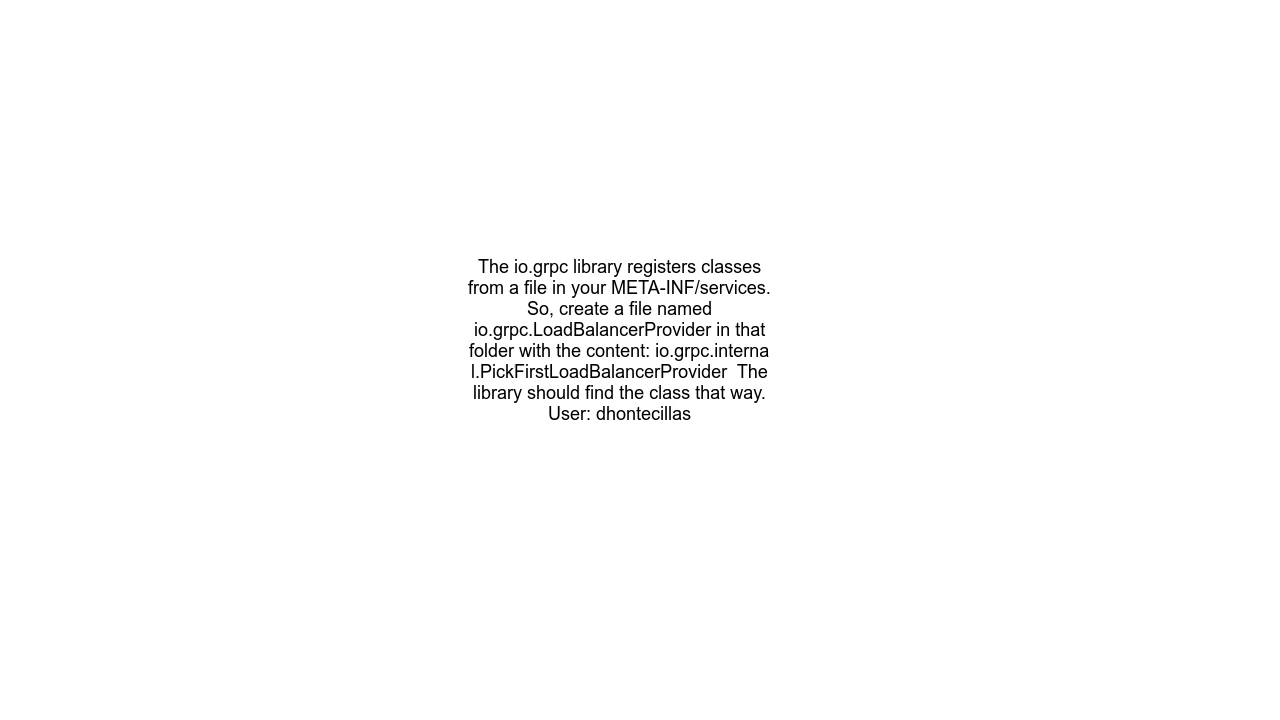 The io.grpc library registers classes
from a file in your META-INF/services.
So, create a file named
io.grpc.LoadBalancerProvider in that
folder with the content: io.grpc.interna
l.PickFirstLoadBalancerProvider  The
library should find the class that way.
User: dhontecillas